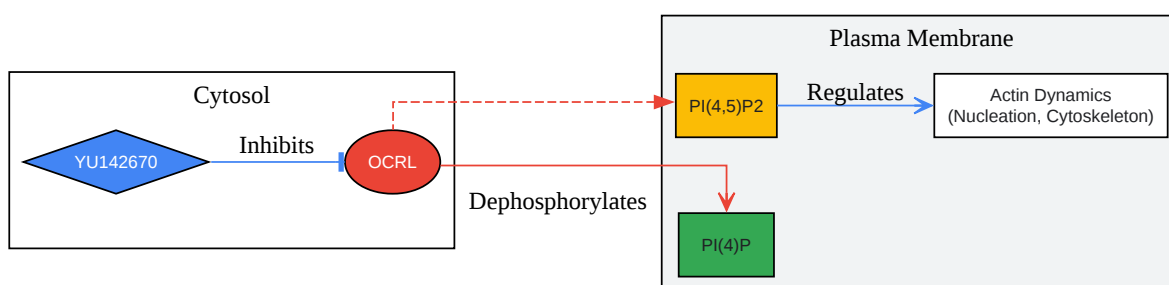 Plasma Membrane
Cytosol
PI(4,5)P2
Regulates
Actin Dynamics
(Nucleation, Cytoskeleton)
YU142670
Inhibits
OCRL
Dephosphorylates
PI(4)P